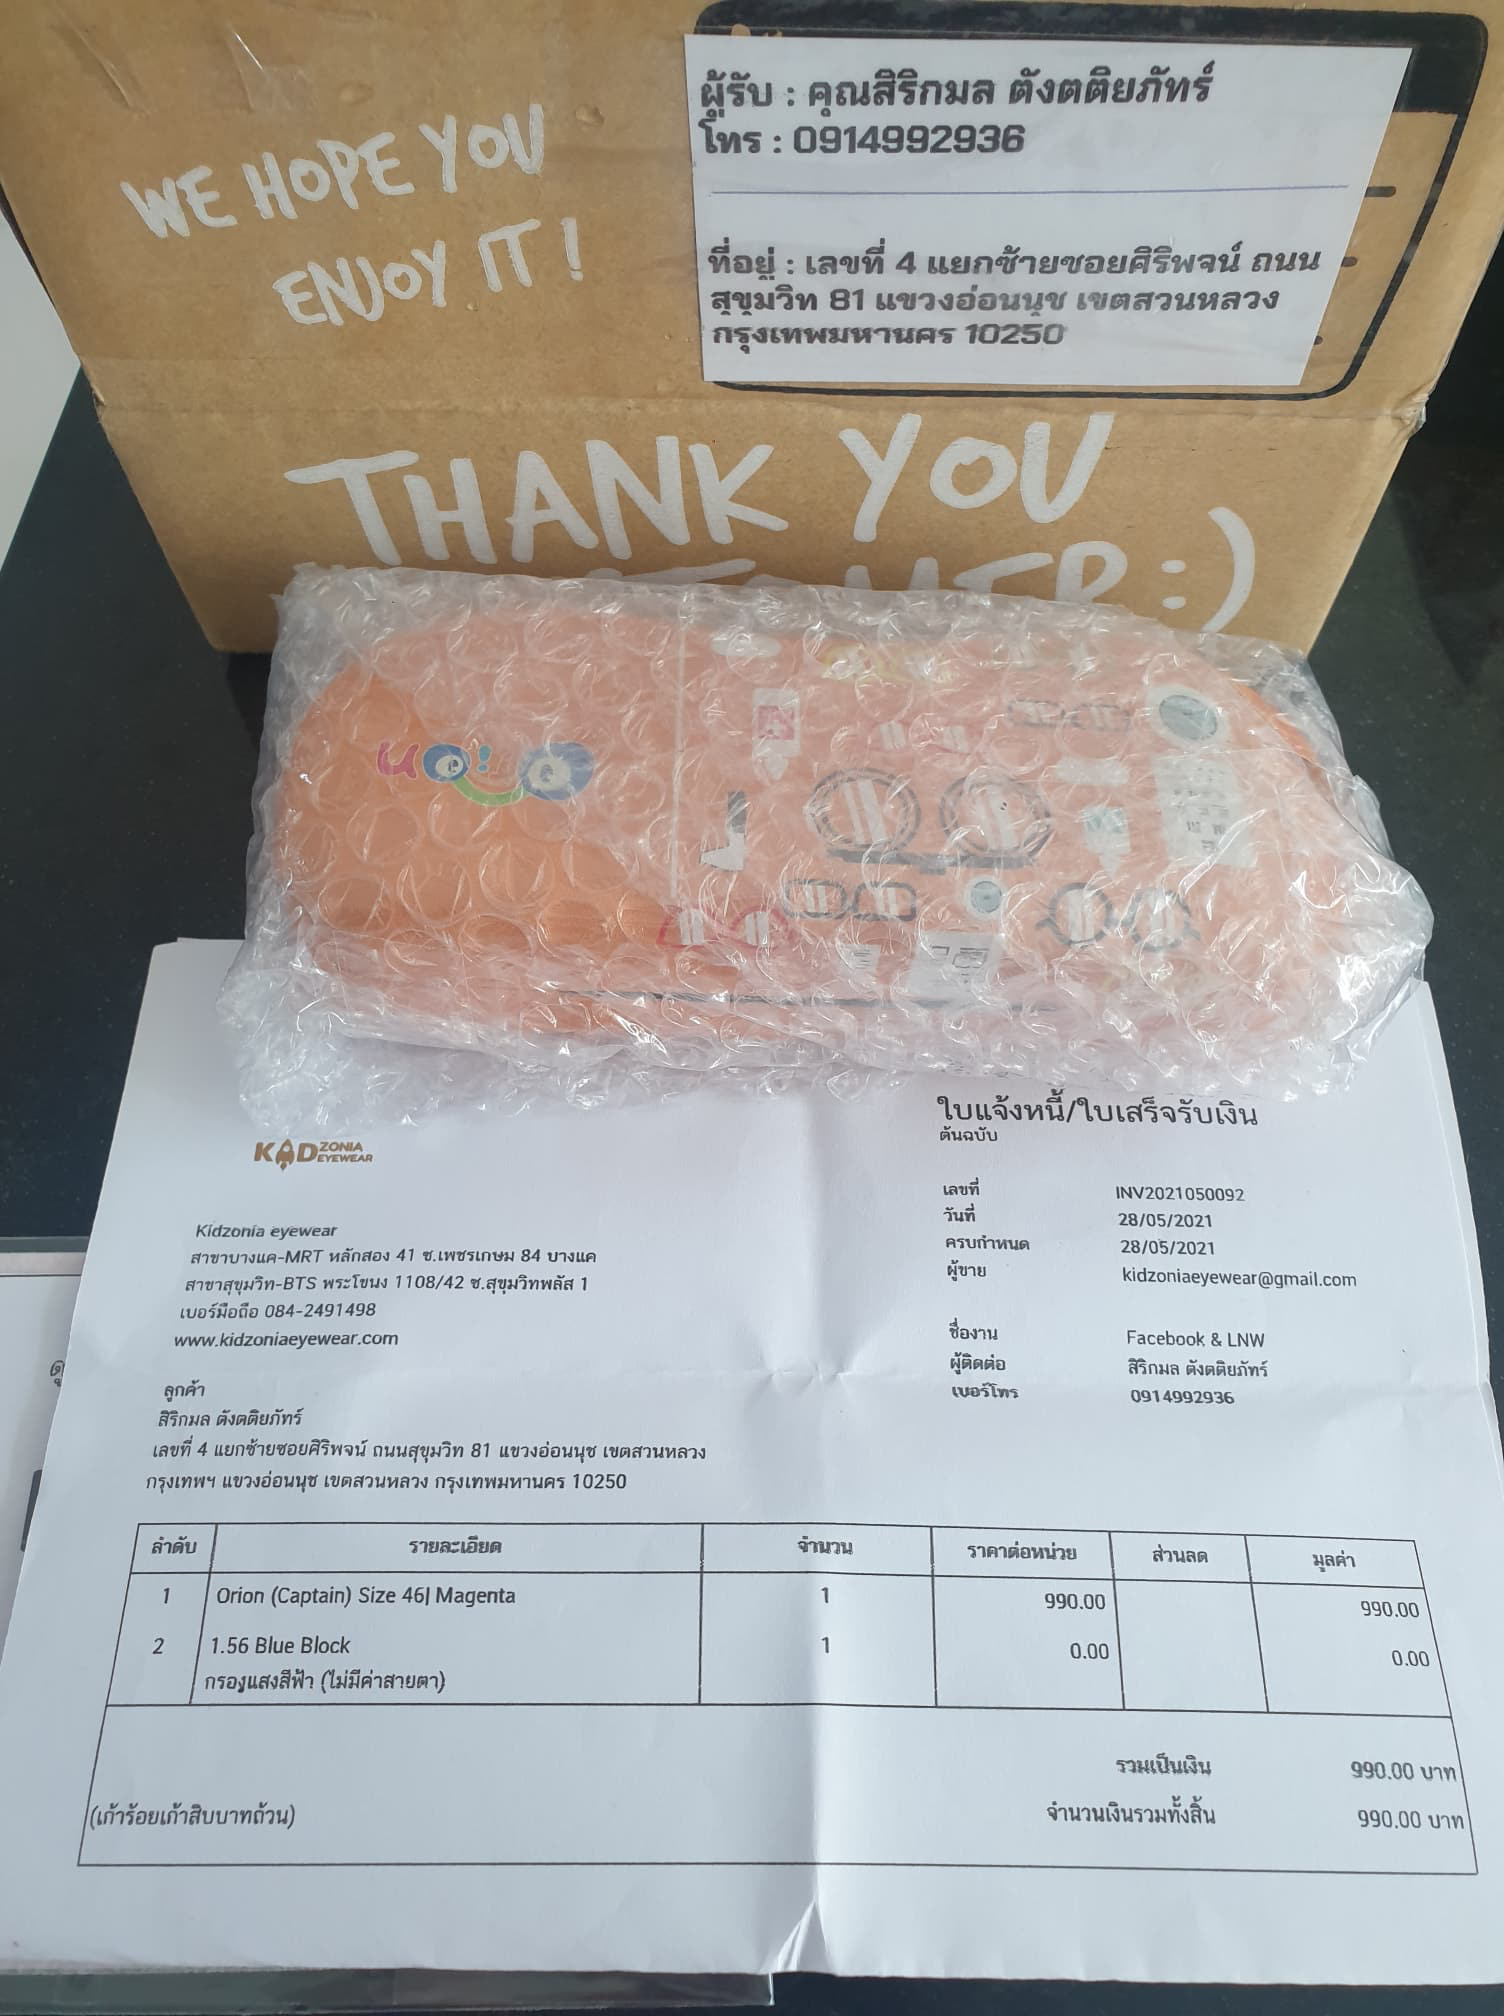 WE HOPE YOU
ENJOY IT!
ผู้รับ : คุณสิริกมล ตังตติยภัทร์
โทร : 0914992936
ที่อยู่ : เลขที่ 4 แยกซ้ายซอยศิริพจน์ ถนน
สุขุมวิท 81 แขวงอ่อนนุช เขตสวนหลวง
กรุงเทพมหานคร 10250
THANK YOU
:)
ใบแจ้งหนี้/ใบเสร็จรับเงิน
ต้นฉบับ
KADZONIA
EYEWEAR
เลขที่ INV2021050092
วันที่ 28/05/2021
ครบกำหนด 28/05/2021
ผู้ขาย kidzoniaeyewear@gmail.com
Kidzonia eyewear
สาขาบางแค-MRT หลักสอง 41 ซ.เพชรเกษม 84 บางแค
สาขาสุขุมวิท-BTS พระโขนง 1108/42 ซ.สุขุมวิทพลัส 1
เบอร์มือถือ 084-2491498
www.kidzoniaeyewear.com
ชื่องาน Facebook & LNW
ผู้ติดต่อ สิริกมล ตังตติยภัทร์
เบอร์โทร 0914992936
ลูกค้า
สิริกมล ตังตติยภัทร์
เลขที่ 4 แยกซ้ายซอยศิริพจน์ ถนนสุขุมวิท 81 แขวงอ่อนนุช เขตสวนหลวง
กรุงเทพฯ แขวงอ่อนนุช เขตสวนหลวง กรุงเทพมหานคร 10250
ลำดับ รายละเอียด จำนวน ราคาต่อหน่วย ส่วนลด มูลค่า
1 Orion (Captain) Size 46| Magenta 1 990.00 990.00
2 1.56 Blue Block 1 0.00 0.00
กรองแสงสีฟ้า (ไม่มีค่าสายตา)
รวมเป็นเงิน 990.00 บาท
(เก้าร้อยเก้าสิบบาทถ้วน) จำนวนเงินรวมทั้งสิ้น 990.00 บาท